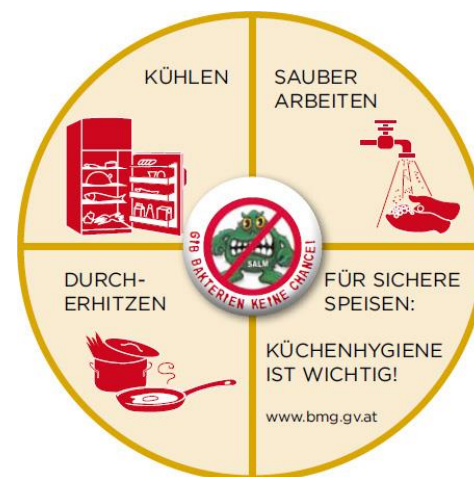 KÜHLEN
SAUBER
ARBEITEN
GIB BAKTERIEN KEINE CHANCE!
SALM
DURCH-
ERHITZEN
FÜR SICHERE
SPEISEN:
KÜCHENHYGIENE
IST WICHTIG!
www.bmg.gv.at